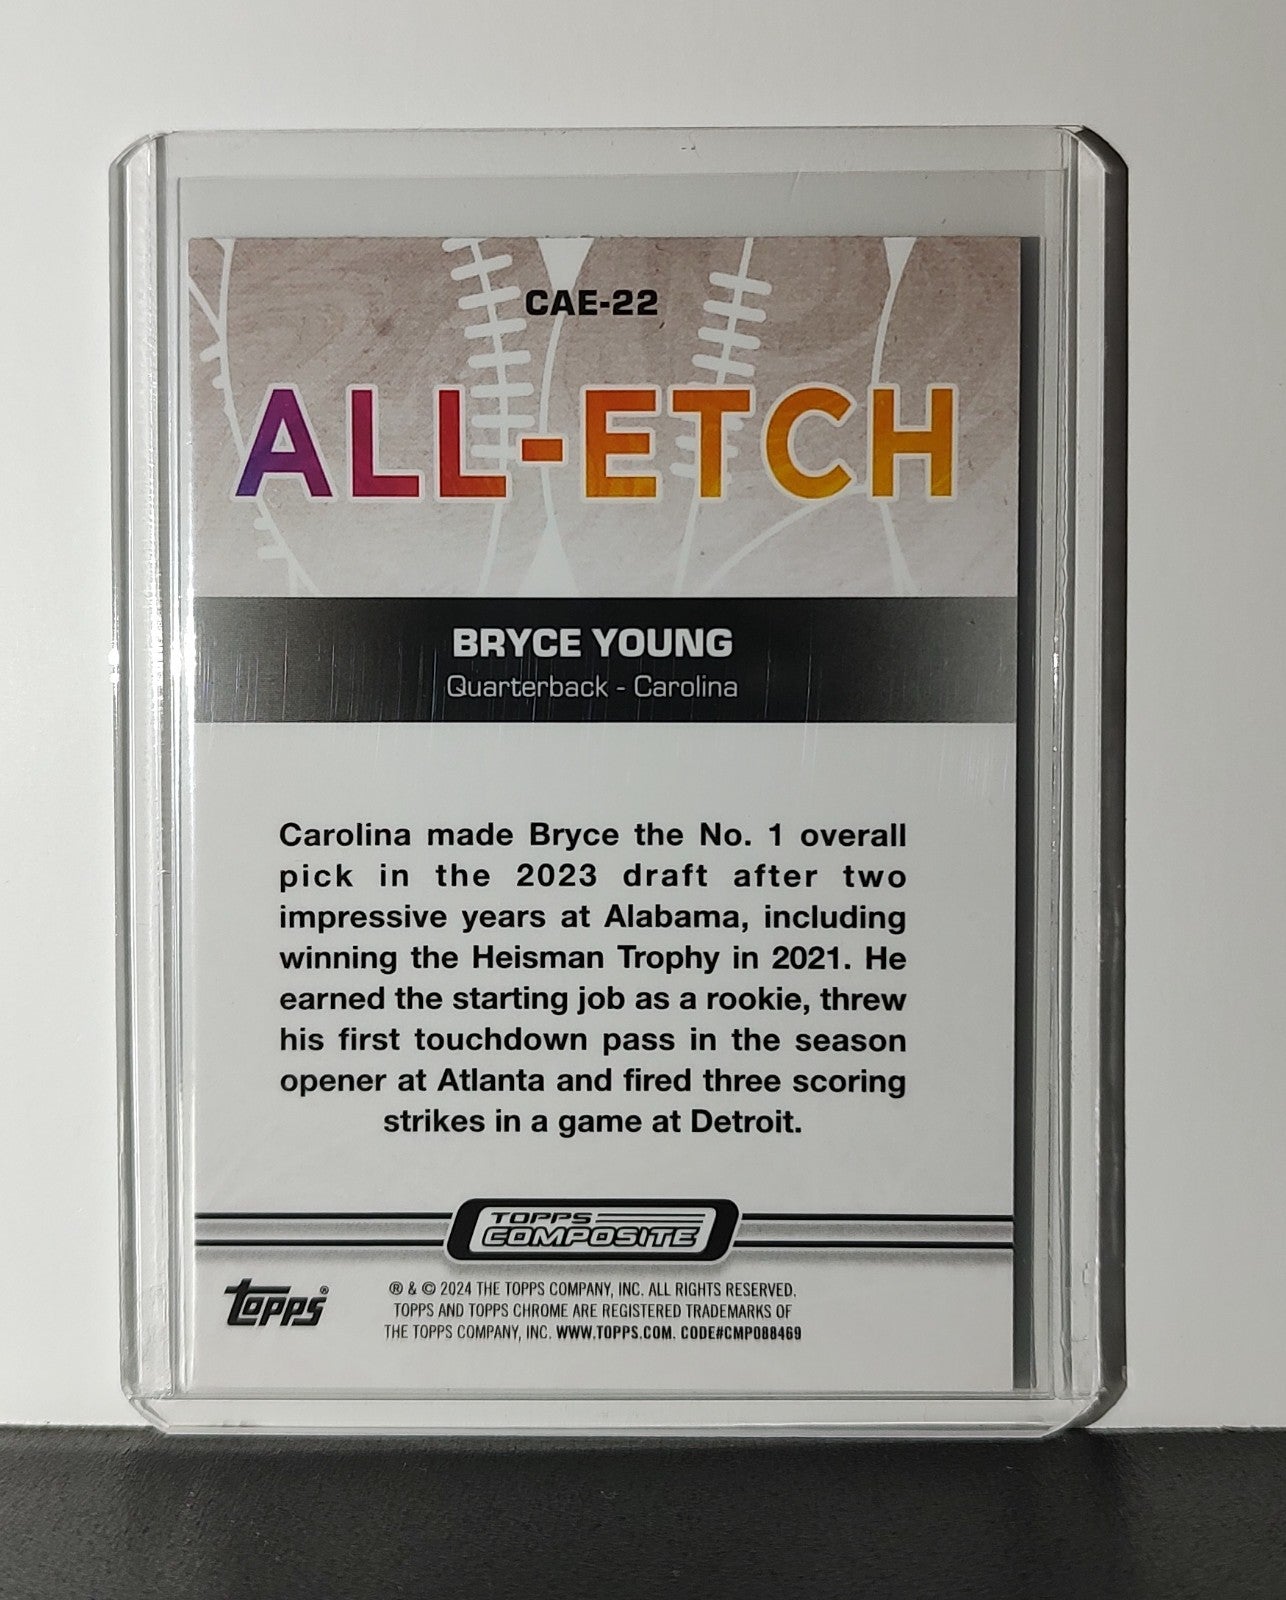 CAE-22
ALL-ETCH
BRYCE YOUNG
Quarterback - Carolina
Carolina made Bryce the No. 1 overall
pick in the 2023 draft after two
impressive years at Alabama, including
winning the Heisman Trophy in 2021. He
earned the starting job as a rookie, threw
his first touchdown pass in the season
opener at Atlanta and fired three scoring
strikes in a game at Detroit.
TOPPS
COMPOSITE
topps®
® & © 2024 THE TOPPS COMPANY, INC. ALL RIGHTS RESERVED.
TOPPS AND TOPPS CHROME ARE REGISTERED TRADEMARKS OF
THE TOPPS COMPANY, INC. WWW.TOPPS.COM. CODE#CMP088469